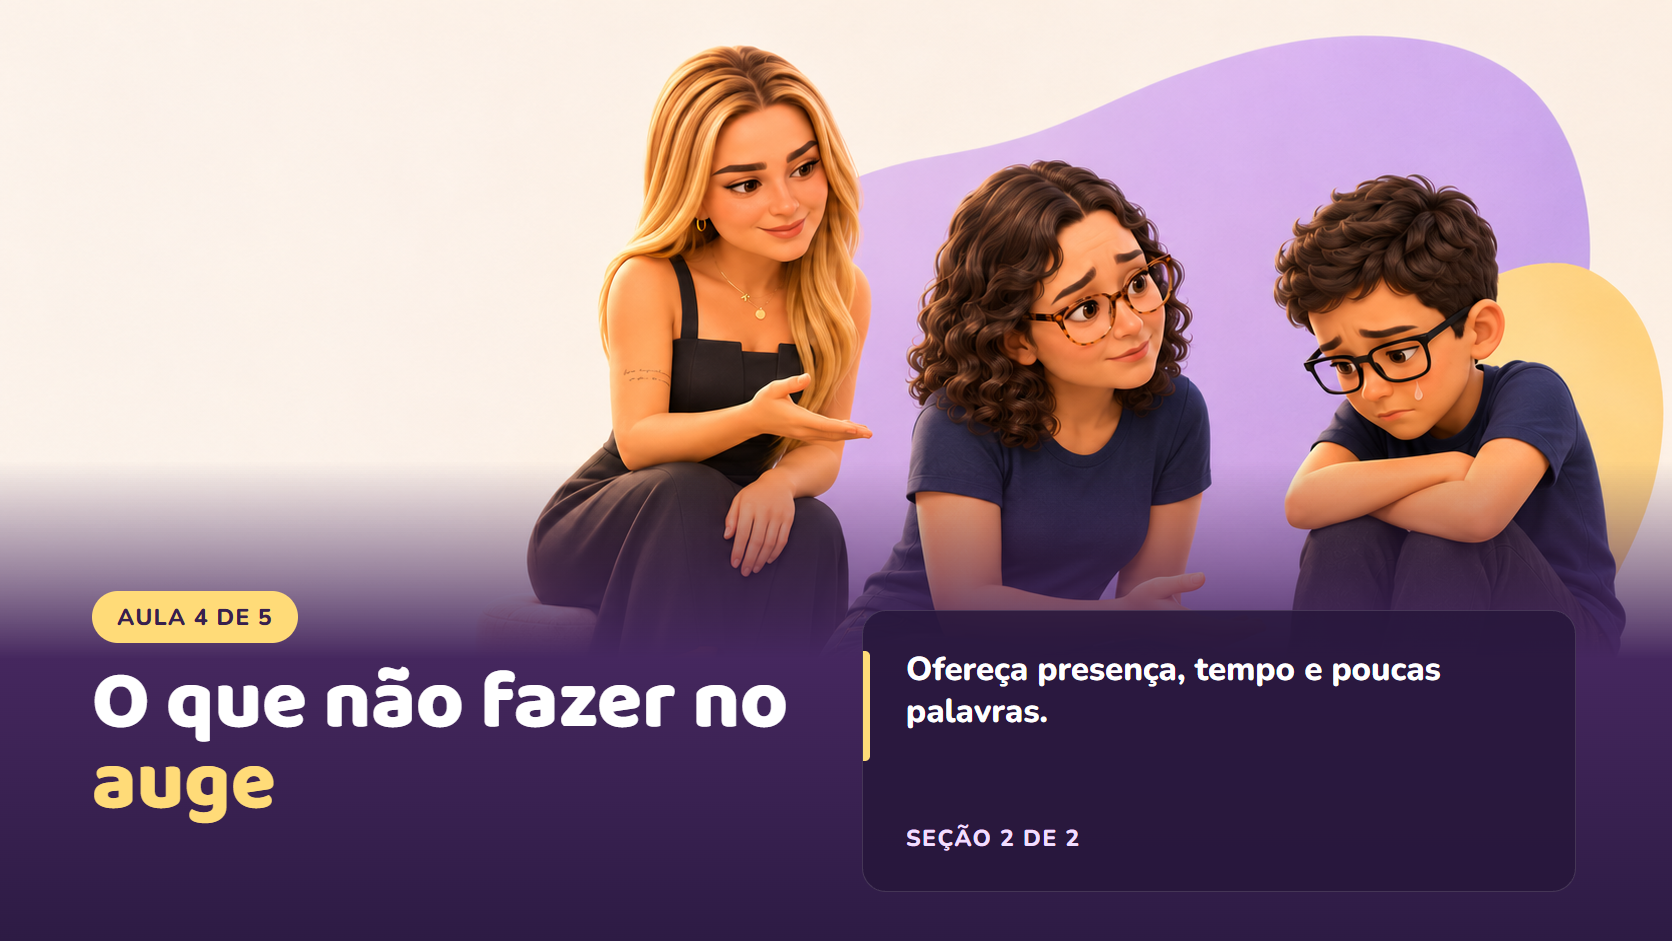 AULA 4 DE 5
O que não fazer no
auge
Ofereça presença, tempo e poucas
palavras.
SEÇÃO 2 DE 2